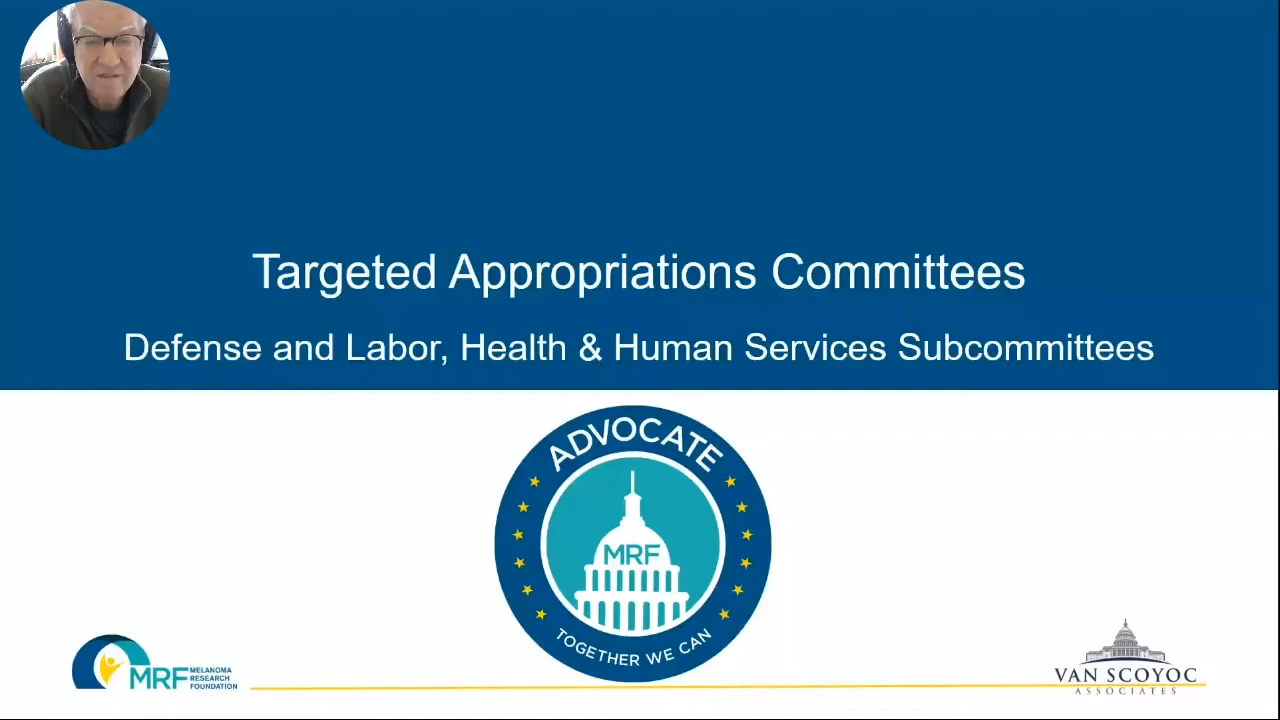 Targeted Appropriations Committees
Defense and Labor, Health & Human Services Subcommittees
ADVOCATE
MRF
TOGETHER WE CAN
MRF MELANOMA
RESEARCH
FOUNDATION
VAN SCOYOC
ASSOCIATES